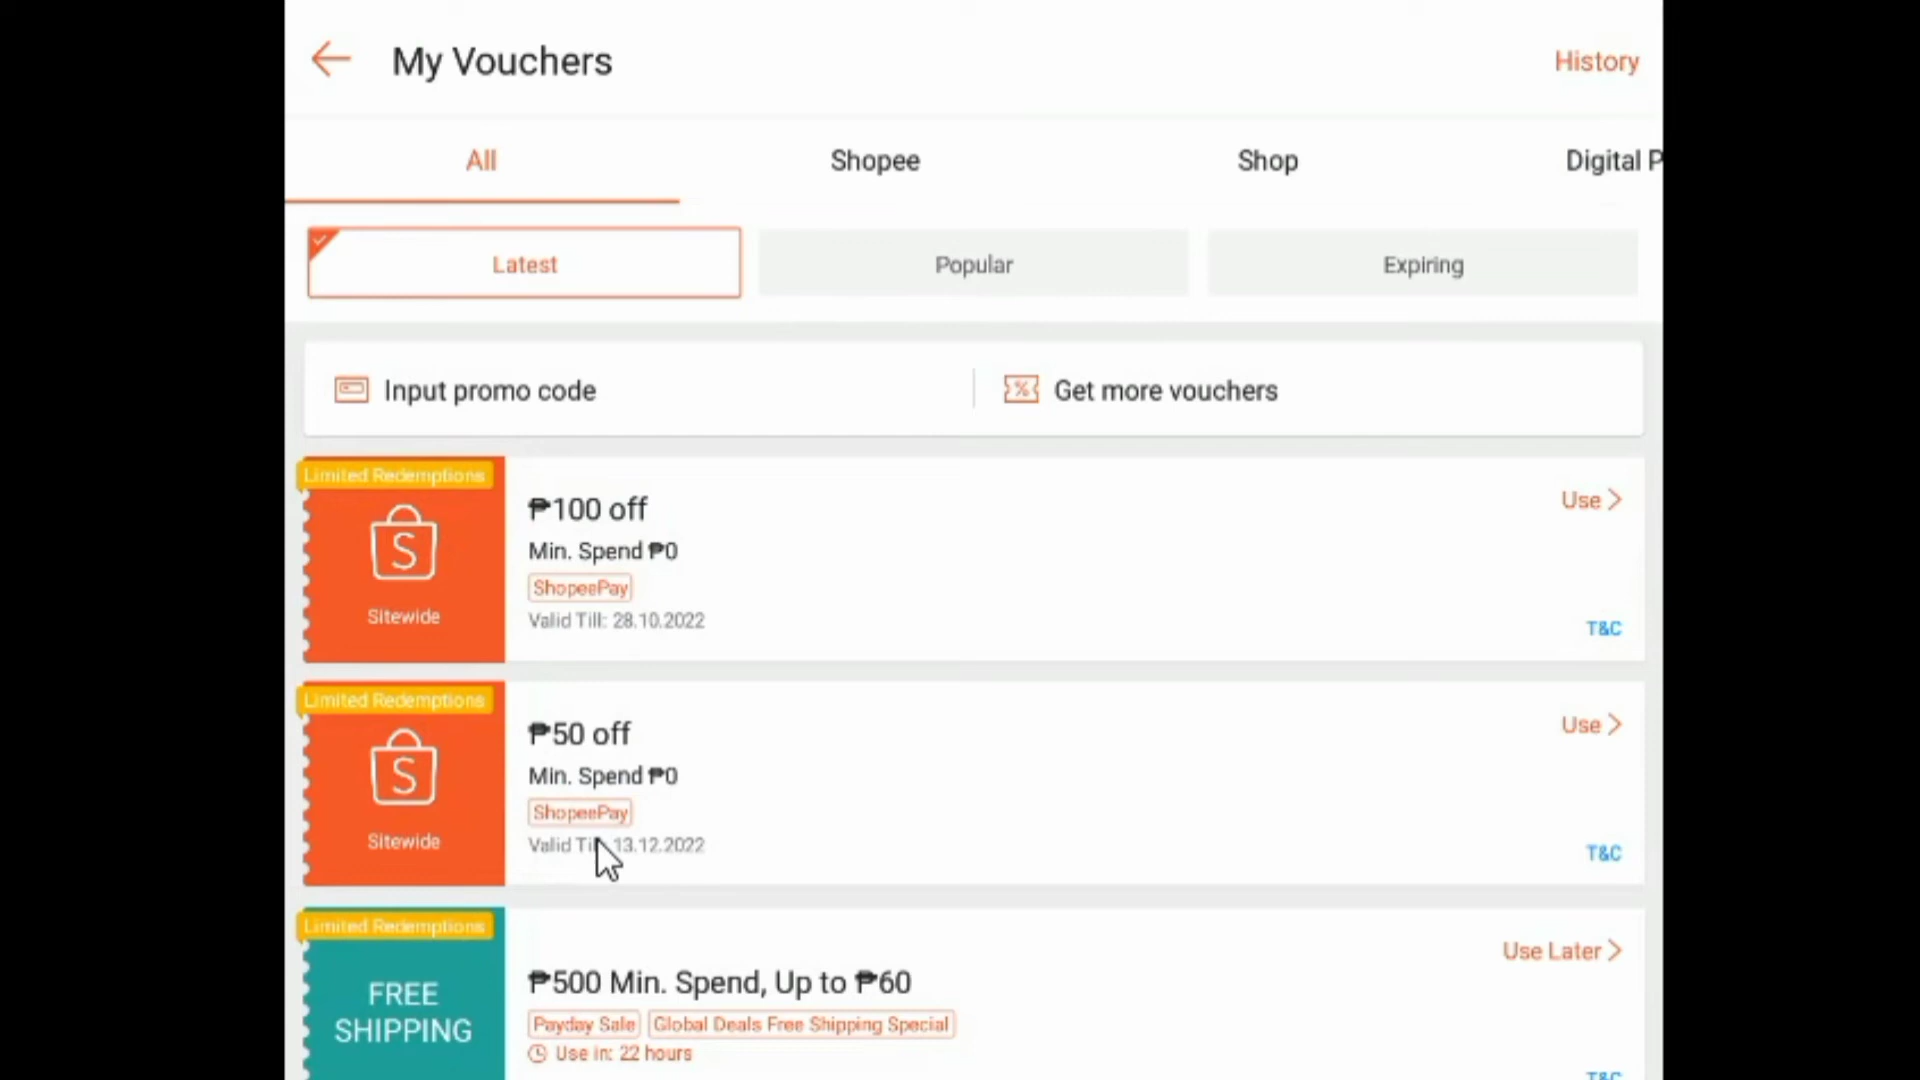 My Vouchers
History
All
Shopee
Shop
Digital P
Latest
Popular
Expiring
Input promo code
Get more vouchers
Limited Redemptions
S
Sitewide
₱100 off
Min. Spend ₱0
ShopeePay
Valid Till: 28.10.2022
Use >
T&C
Limited Redemptions
S
Sitewide
₱50 off
Min. Spend ₱0
ShopeePay
Valid Till: 13.12.2022
Use >
T&C
Limited Redemptions
FREE
SHIPPING
₱500 Min. Spend, Up to ₱60
Payday Sale
Global Deals Free Shipping Special
Use in: 22 hours
Use Later >
T&C